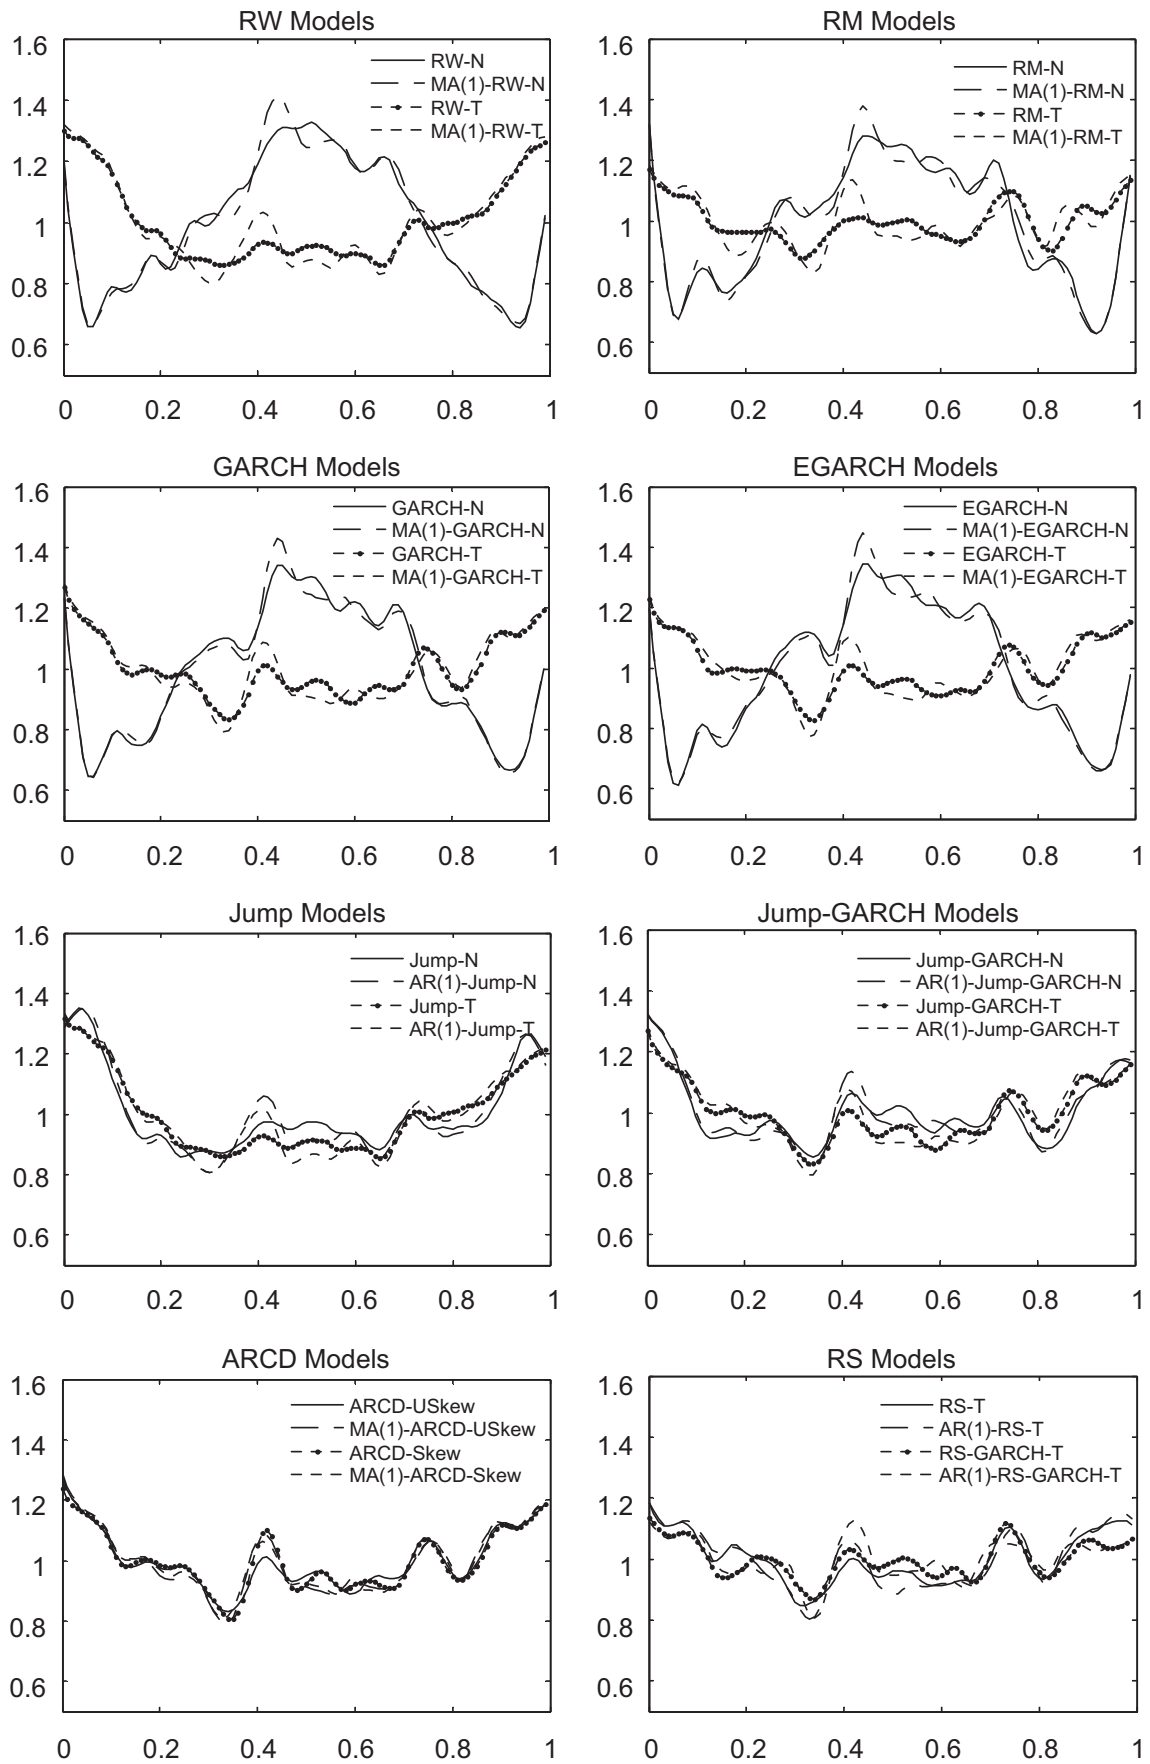 RW Models
1.6
1.4
1.2
1
0.8
0.6
0 0.2 0.4 0.6 0.8 1
RW-N
MA(1)-RW-N
RW-T
MA(1)-RW-T
RM Models
1.6
1.4
1.2
1
0.8
0.6
0 0.2 0.4 0.6 0.8 1
RM-N
MA(1)-RM-N
RM-T
MA(1)-RM-T
GARCH Models
1.6
1.4
1.2
1
0.8
0.6
0 0.2 0.4 0.6 0.8 1
GARCH-N
MA(1)-GARCH-N
GARCH-T
MA(1)-GARCH-T
EGARCH Models
1.6
1.4
1.2
1
0.8
0.6
0 0.2 0.4 0.6 0.8 1
EGARCH-N
MA(1)-EGARCH-N
EGARCH-T
MA(1)-EGARCH-T
Jump Models
1.6
1.4
1.2
1
0.8
0.6
0 0.2 0.4 0.6 0.8 1
Jump-N
AR(1)-Jump-N
Jump-T
AR(1)-Jump-T
Jump-GARCH Models
1.6
1.4
1.2
1
0.8
0.6
0 0.2 0.4 0.6 0.8 1
Jump-GARCH-N
AR(1)-Jump-GARCH-N
Jump-GARCH-T
AR(1)-Jump-GARCH-T
ARCD Models
1.6
1.4
1.2
1
0.8
0.6
0 0.2 0.4 0.6 0.8 1
ARCD-USkew
MA(1)-ARCD-USkew
ARCD-Skew
MA(1)-ARCD-Skew
RS Models
1.6
1.4
1.2
1
0.8
0.6
0 0.2 0.4 0.6 0.8 1
RS-T
AR(1)-RS-T
RS-GARCH-T
AR(1)-RS-GARCH-T